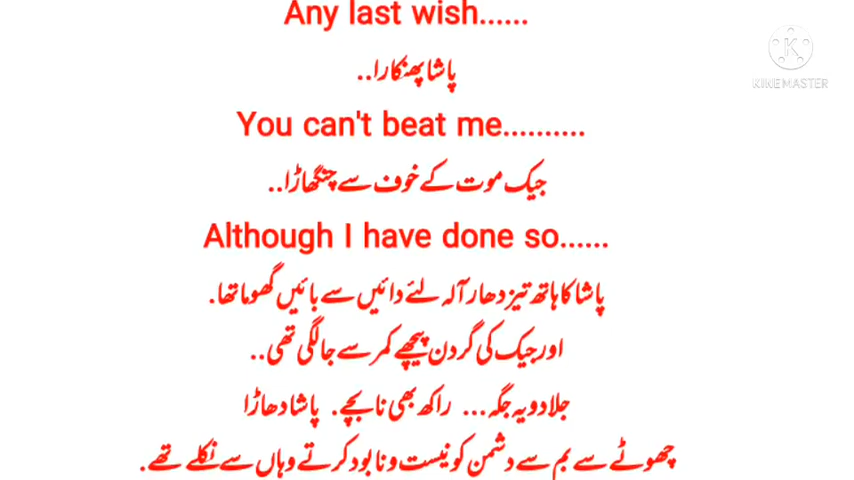 Any last wish......
پاشا پھنکارا..
You can't beat me..........
جیک موت کے خوف سے چنگھاڑا..
Although I have done so......
پاشا کا ہاتھ تیز دھار آلہ لئے دائیں سے بائیں گھوما تھا.
اور جیک کی گردن پیچھے کمر سے جا لگی تھی..
جلا دو یہ جگہ... راکھ بھی نا بچے. پاشا دھاڑا
چھوٹے سے بم سے دشمن کو نیست و نابود کرتے وہاں سے نکلے تھے.
K
KINEMASTER